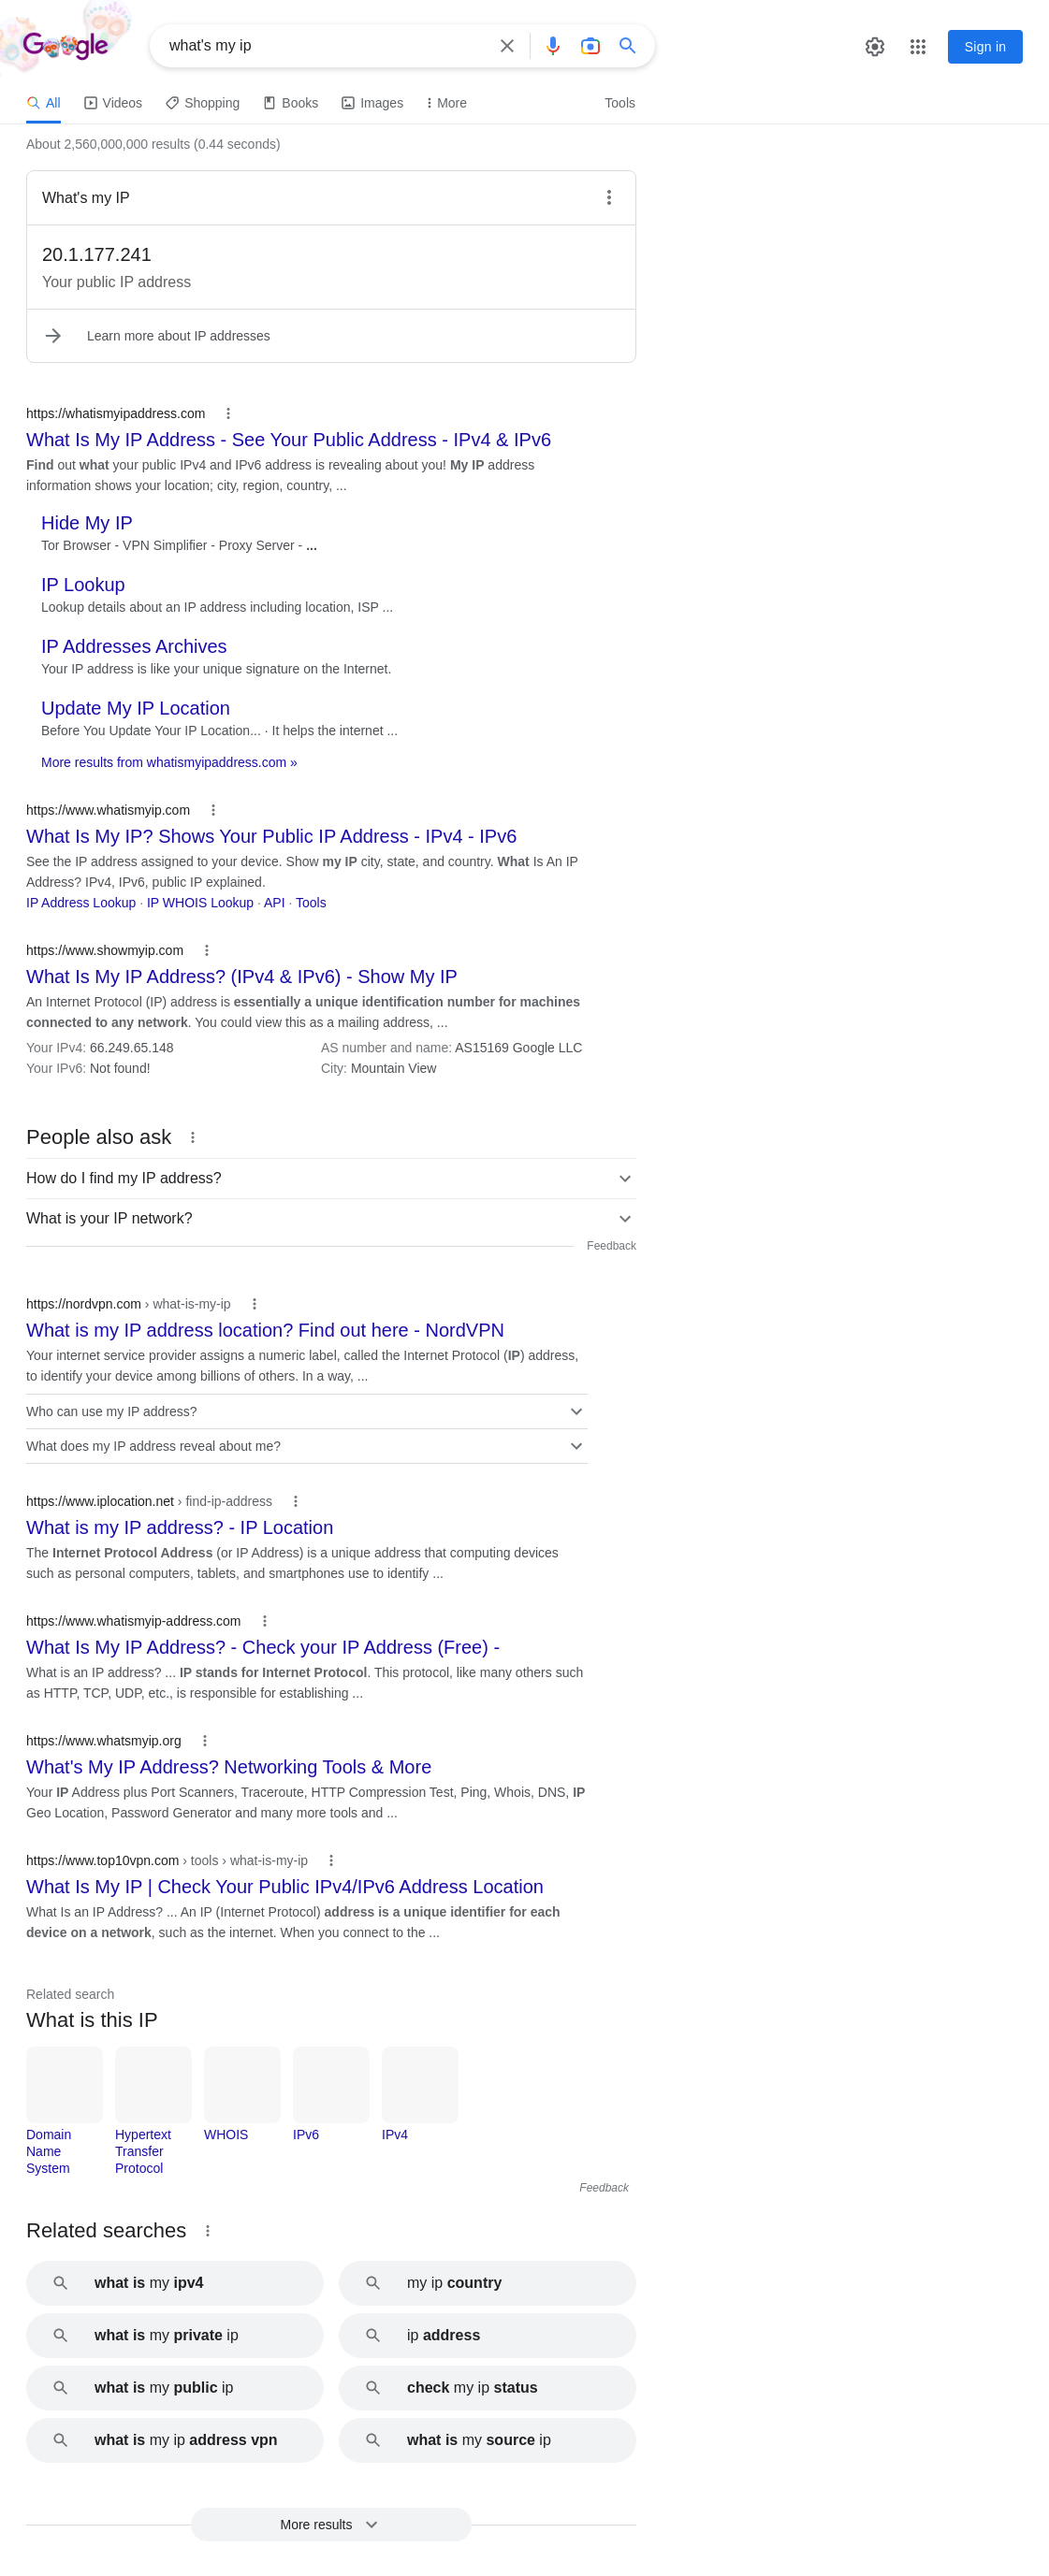 Google
what's my ip
Sign in
All Videos Shopping Books Images More Tools
About 2,560,000,000 results (0.44 seconds)
What's my IP
20.1.177.241
Your public IP address
Learn more about IP addresses
https://whatismyipaddress.com
What Is My IP Address - See Your Public Address - IPv4 & IPv6
Find out what your public IPv4 and IPv6 address is revealing about you! My IP address
information shows your location; city, region, country, ...
Hide My IP
Tor Browser - VPN Simplifier - Proxy Server - ...
IP Lookup
Lookup details about an IP address including location, ISP ...
IP Addresses Archives
Your IP address is like your unique signature on the Internet.
Update My IP Location
Before You Update Your IP Location... · It helps the internet ...
More results from whatismyipaddress.com »
https://www.whatismyip.com
What Is My IP? Shows Your Public IP Address - IPv4 - IPv6
See the IP address assigned to your device. Show my IP city, state, and country. What Is An IP
Address? IPv4, IPv6, public IP explained.
IP Address Lookup · IP WHOIS Lookup · API · Tools
https://www.showmyip.com
What Is My IP Address? (IPv4 & IPv6) - Show My IP
An Internet Protocol (IP) address is essentially a unique identification number for machines
connected to any network. You could view this as a mailing address, ...
Your IPv4: 66.249.65.148 AS number and name: AS15169 Google LLC
Your IPv6: Not found! City: Mountain View
People also ask
How do I find my IP address?
What is your IP network?
Feedback
https://nordvpn.com › what-is-my-ip
What is my IP address location? Find out here - NordVPN
Your internet service provider assigns a numeric label, called the Internet Protocol (IP) address,
to identify your device among billions of others. In a way, ...
Who can use my IP address?
What does my IP address reveal about me?
https://www.iplocation.net › find-ip-address
What is my IP address? - IP Location
The Internet Protocol Address (or IP Address) is a unique address that computing devices
such as personal computers, tablets, and smartphones use to identify ...
https://www.whatismyip-address.com
What Is My IP Address? - Check your IP Address (Free) -
What is an IP address? ... IP stands for Internet Protocol. This protocol, like many others such
as HTTP, TCP, UDP, etc., is responsible for establishing ...
https://www.whatsmyip.org
What's My IP Address? Networking Tools & More
Your IP Address plus Port Scanners, Traceroute, HTTP Compression Test, Ping, Whois, DNS, IP
Geo Location, Password Generator and many more tools and ...
https://www.top10vpn.com › tools › what-is-my-ip
What Is My IP | Check Your Public IPv4/IPv6 Address Location
What Is an IP Address? ... An IP (Internet Protocol) address is a unique identifier for each
device on a network, such as the internet. When you connect to the ...
Related search
What is this IP
Domain Name System
Hypertext Transfer Protocol
WHOIS
IPv6
IPv4
Feedback
Related searches
what is my ipv4
my ip country
what is my private ip
ip address
what is my public ip
check my ip status
what is my ip address vpn
what is my source ip
More results